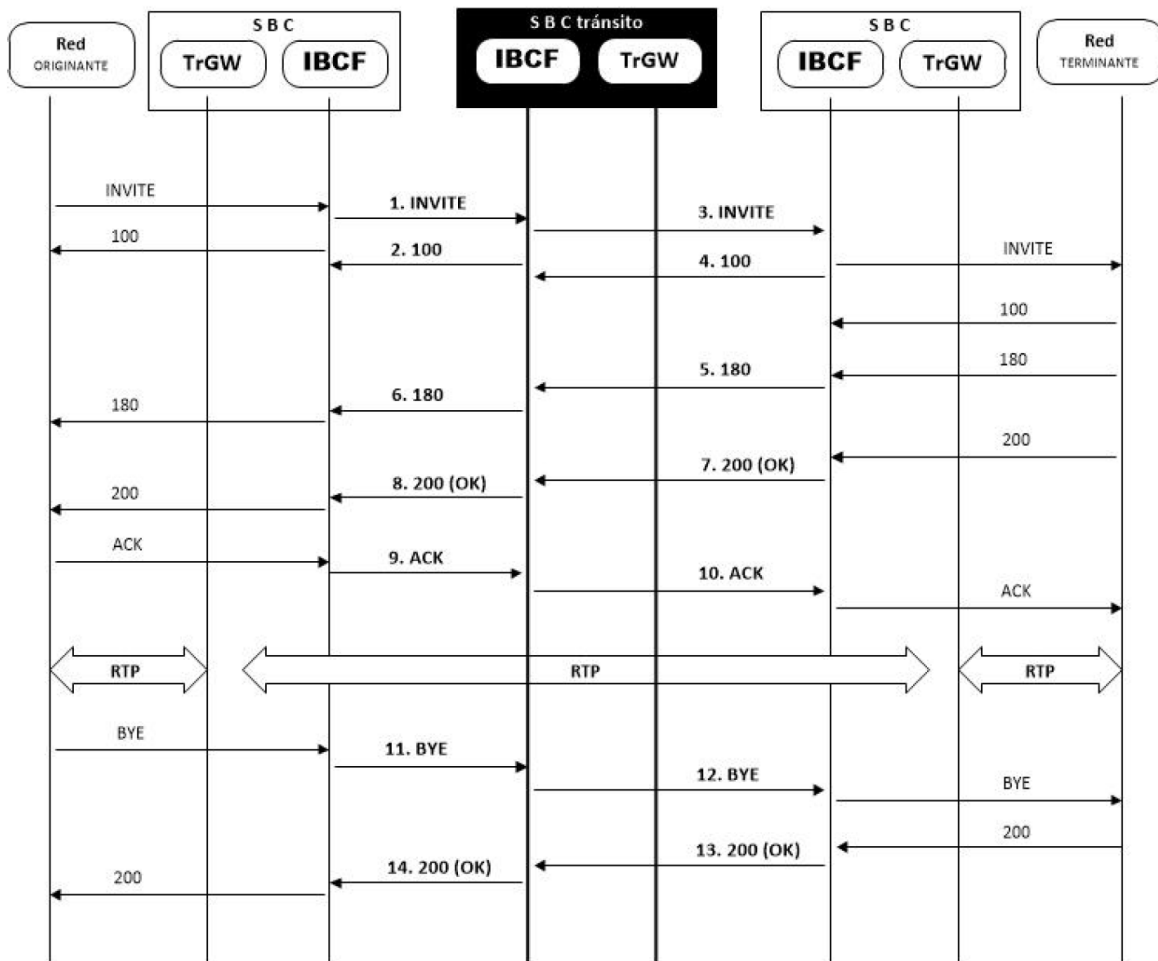 S B C
S B C tránsito
S B C
Red
ORIGINANTE
TrGW
IBCF
IBCF
TrGW
IBCF
TrGW
Red
TERMINANTE
INVITE
1. INVITE
3. INVITE
100
2. 100
4. 100
INVITE
100
5. 180
180
180
6. 180
200
7. 200 (OK)
200
8. 200 (OK)
ACK
9. ACK
10. ACK
ACK
RTP
RTP
RTP
BYE
11. BYE
12. BYE
BYE
200
13. 200 (OK)
200
14. 200 (OK)